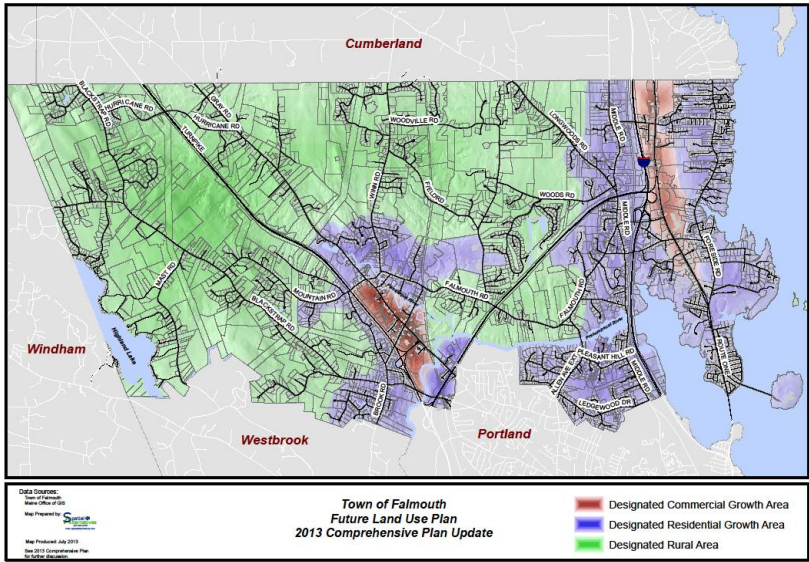 Cumberland
BLACKSTRAP RD
HURRICANE RD
GRAY RD
HURRICANE RD
TURNPIKE
WOODVILLE RD
LONGWOODS RD
MIDDLE RD
WINN RD
FIELD RD
WOODS RD
MIDDLE RD
FORESIDE RD
MAST RD
MOUNTAIN RD
BLACKSTRAP RD
FALMOUTH RD
FALMOUTH RD
Highland Lake
Windham
PLEASANT HILL RD
MIDDLE RD
ROUTE ONE
BROOK RD
LEDGEWOOD DR
Westbrook
Portland
Data Sources:
Town of Falmouth
Maine Office of GIS
Map Prepared by:
Spatial
Alternatives
Map Produced July 2013
See 2013 Comprehensive Plan
for further discussion.
Town of Falmouth
Future Land Use Plan
2013 Comprehensive Plan Update
Designated Commercial Growth Area
Designated Residential Growth Area
Designated Rural Area